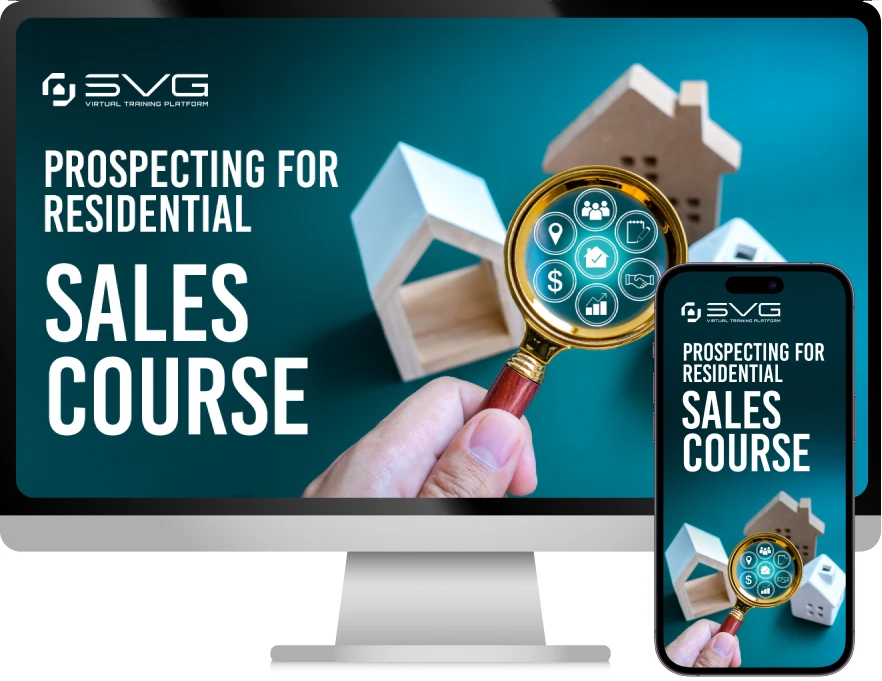 SVG
VIRTUAL TRAINING PLATFORM
PROSPECTING FOR
RESIDENTIAL
SALES
COURSE
$
SVG
VIRTUAL TRAINING PLATFORM
PROSPECTING FOR
RESIDENTIAL
SALES
COURSE
$